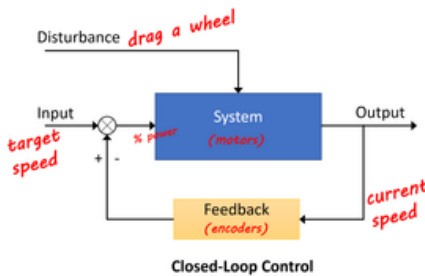 Disturbance drag a wheel
Input
target
speed
+ -
% power
System
(motors)
Output
current
speed
Feedback
(encoders)
Closed-Loop Control